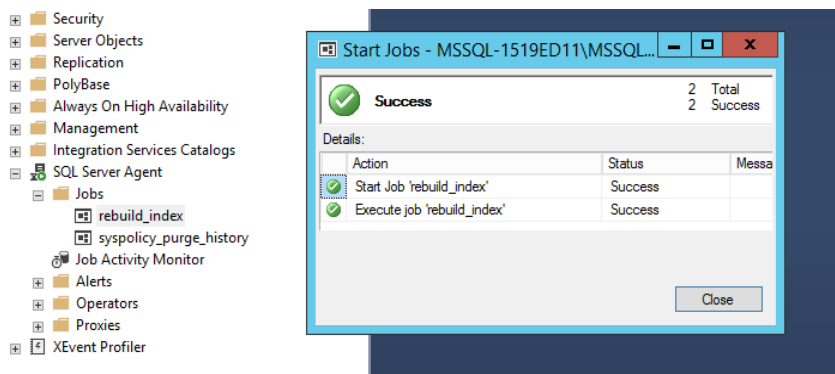 Security
Server Objects
Replication
PolyBase
Always On High Availability
Management
Integration Services Catalogs
SQL Server Agent
Jobs
rebuild_index
syspolicy_purge_history
Job Activity Monitor
Alerts
Operators
Proxies
XEvent Profiler
Start Jobs - MSSQL-1519ED11\MSSQL...
Success 2 Total
2 Success
Details:
Action Status Messa
Start Job 'rebuild_index' Success
Execute job 'rebuild_index' Success
Close